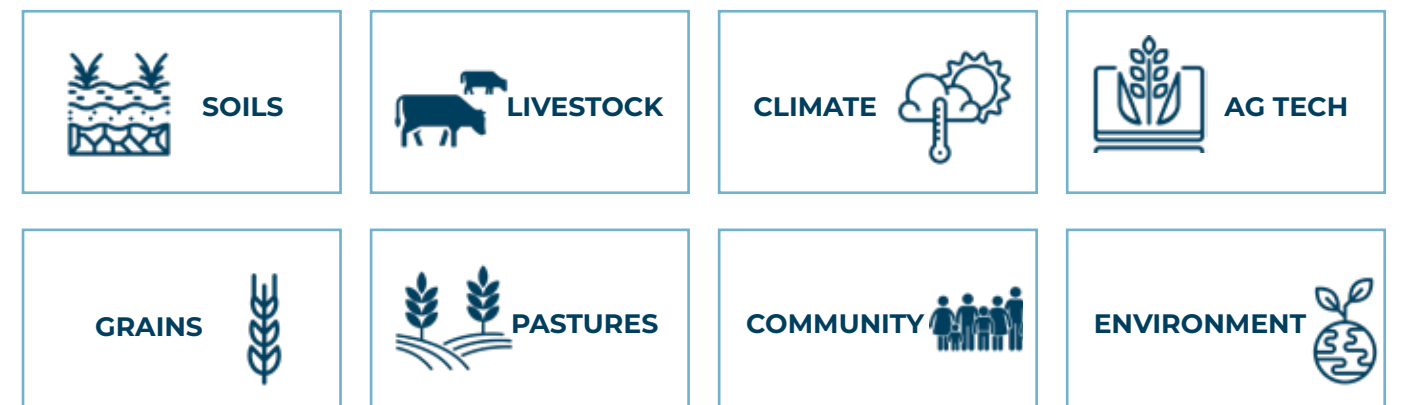 SOILS
LIVESTOCK
CLIMATE
AG TECH
GRAINS
PASTURES
COMMUNITY
ENVIRONMENT